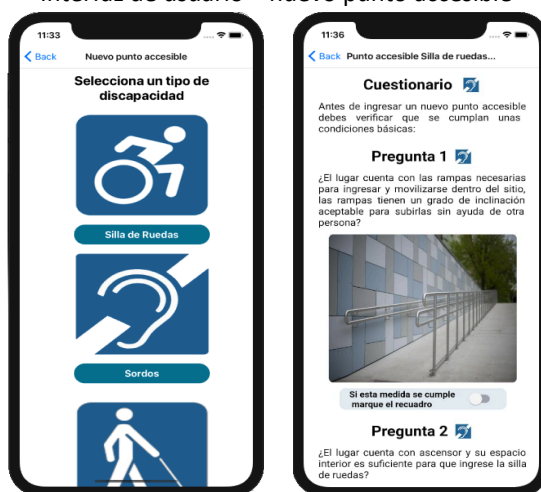 Interfaz de usuario – nuevo punto accesible
11:33
Back
Nuevo punto accesible
Selecciona un tipo de
discapacidad
Silla de Ruedas
Sordos
11:36
Back
Punto accesible Silla de ruedas...
Cuestionario
Antes de ingresar un nuevo punto accesible
debes verificar que se cumplan unas
condiciones básicas:
Pregunta 1
¿El lugar cuenta con las rampas necesarias
para ingresar y movilizarse dentro del sitio,
las rampas tienen un grado de inclinación
aceptable para subirlas sin ayuda de otra
persona?
Si esta medida se cumple
marque el recuadro
Pregunta 2
¿El lugar cuenta con ascensor y su espacio
interior es suficiente para que ingrese la silla
de ruedas?